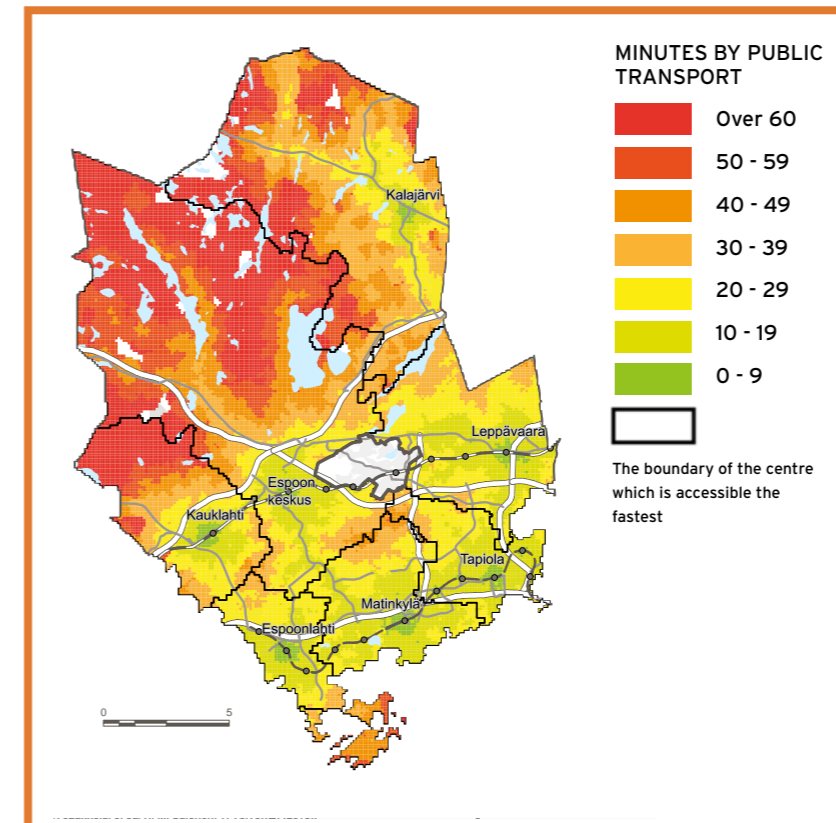 MINUTES BY PUBLIC
TRANSPORT
Over 60
50 - 59
40 - 49
30 - 39
20 - 29
10 - 19
0 - 9
The boundary of the centre
which is accessible the
fastest
Kalajärvi
Leppävaara
Espoon
keskus
Kauklahti
Tapiola
Matinkylä
Espoonlahti
0 5